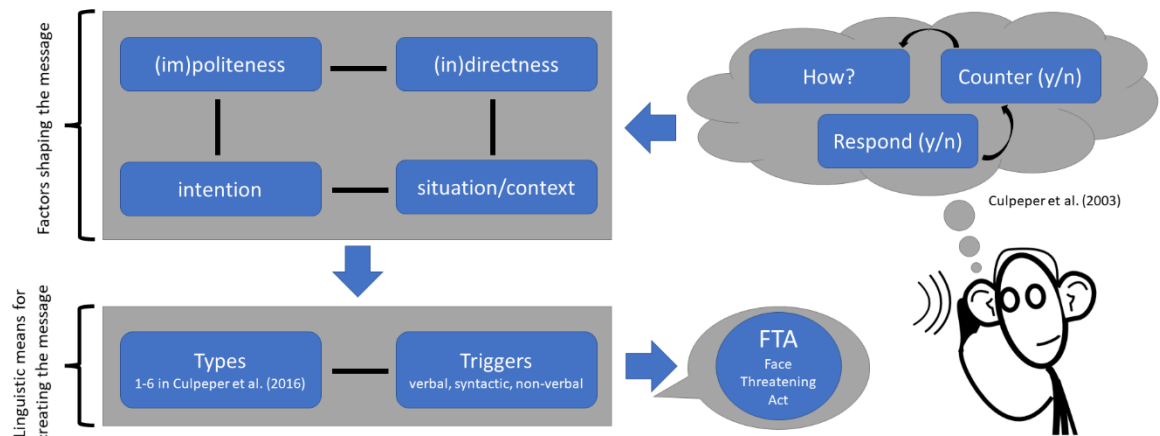 Factors shaping the message
(im)politeness
(in)directness
intention
situation/context
How?
Counter (y/n)
Respond (y/n)
Culpeper et al. (2003)
Linguistic means for
creating the message
Types
1-6 in Culpeper et al. (2016)
Triggers
verbal, syntactic, non-verbal
FTA
Face
Threatening
Act